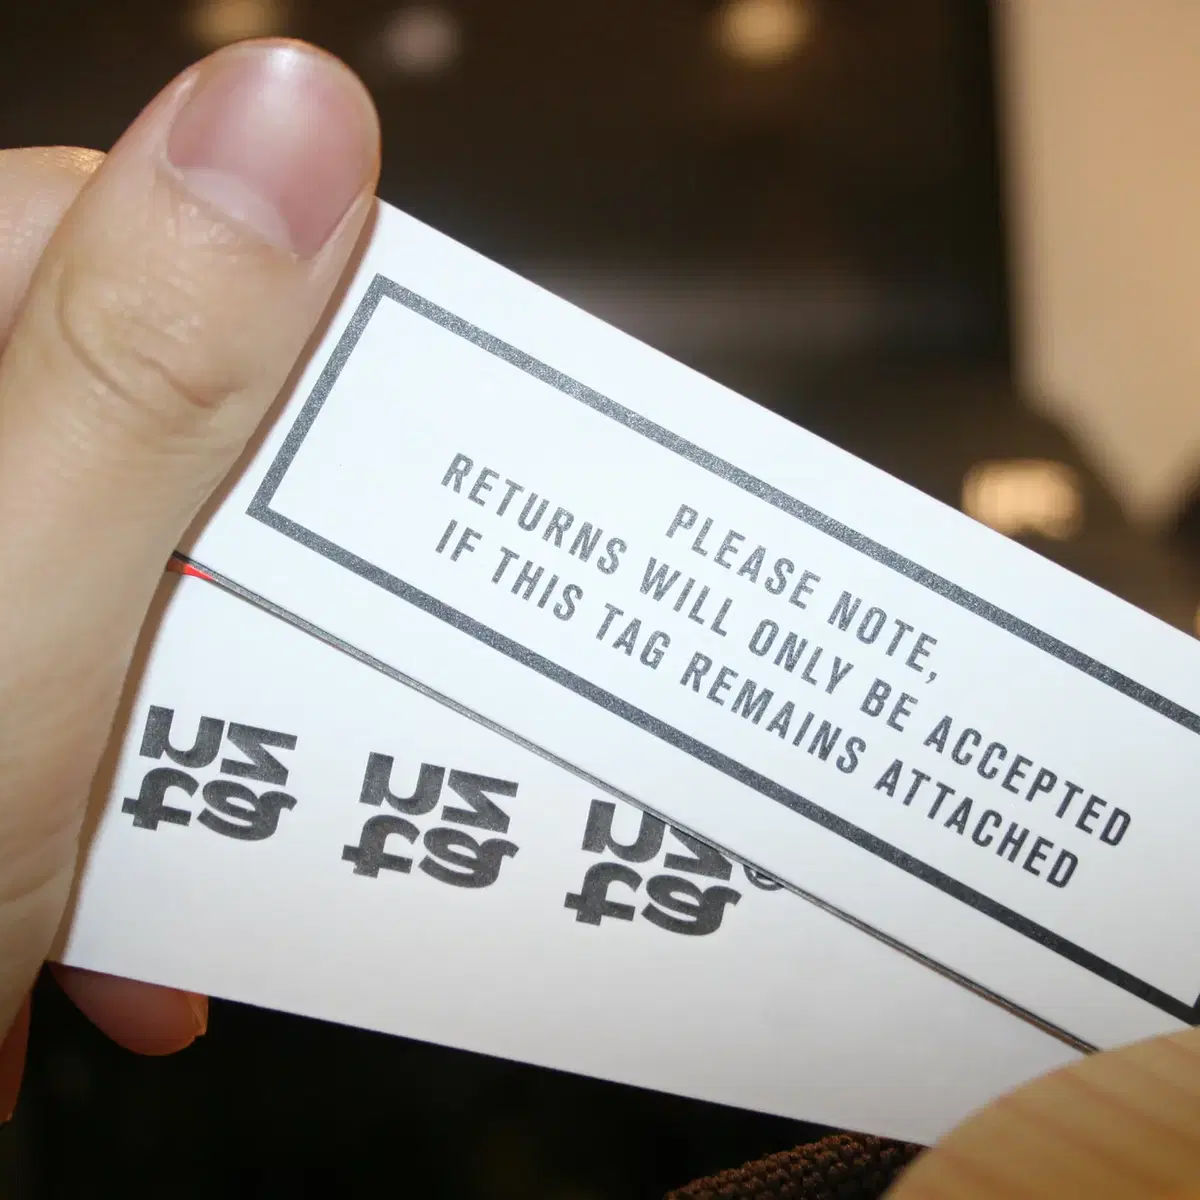 PLEASE NOTE,
RETURNS WILL ONLY BE ACCEPTED
IF THIS TAG REMAINS ATTACHED